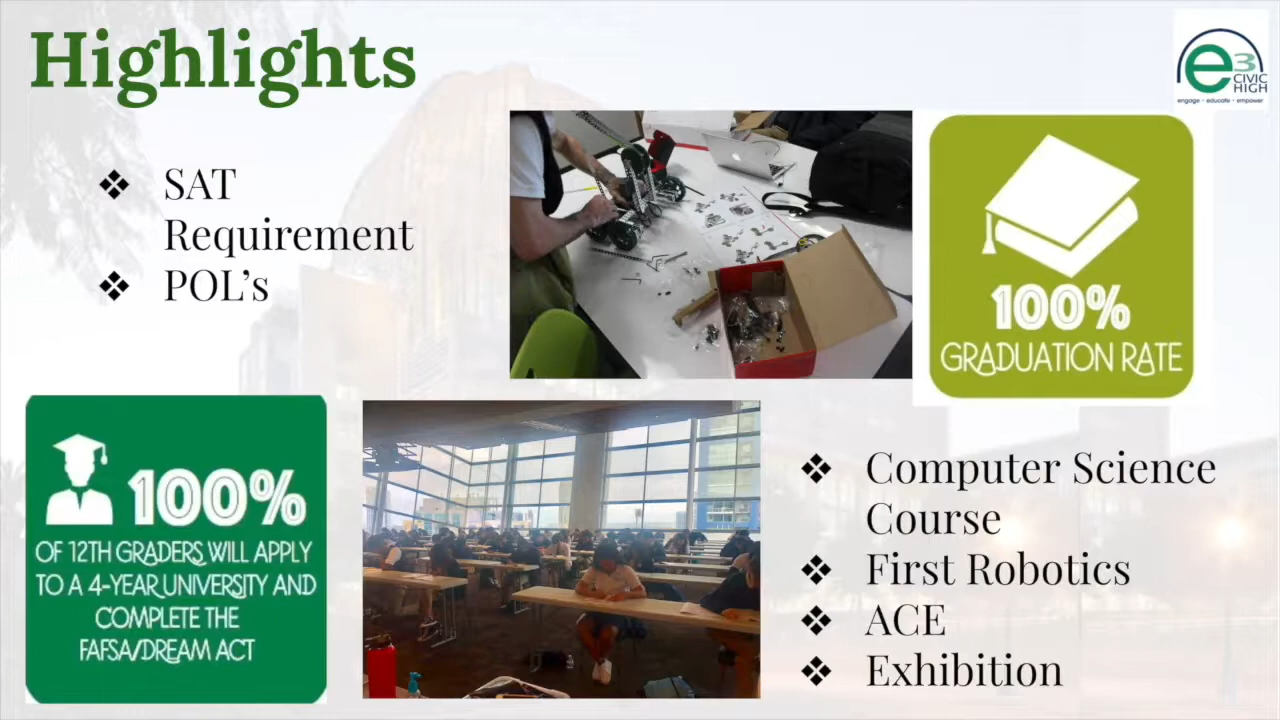 Highlights
e3
CIVIC
HIGH
engage • educate • empower
❖ SAT
Requirement
❖ POL’s
100%
GRADUATION RATE
100%
OF 12TH GRADERS WILL APPLY
TO A 4-YEAR UNIVERSITY AND
COMPLETE THE
FAFSA/DREAM ACT
❖ Computer Science
Course
❖ First Robotics
❖ ACE
❖ Exhibition